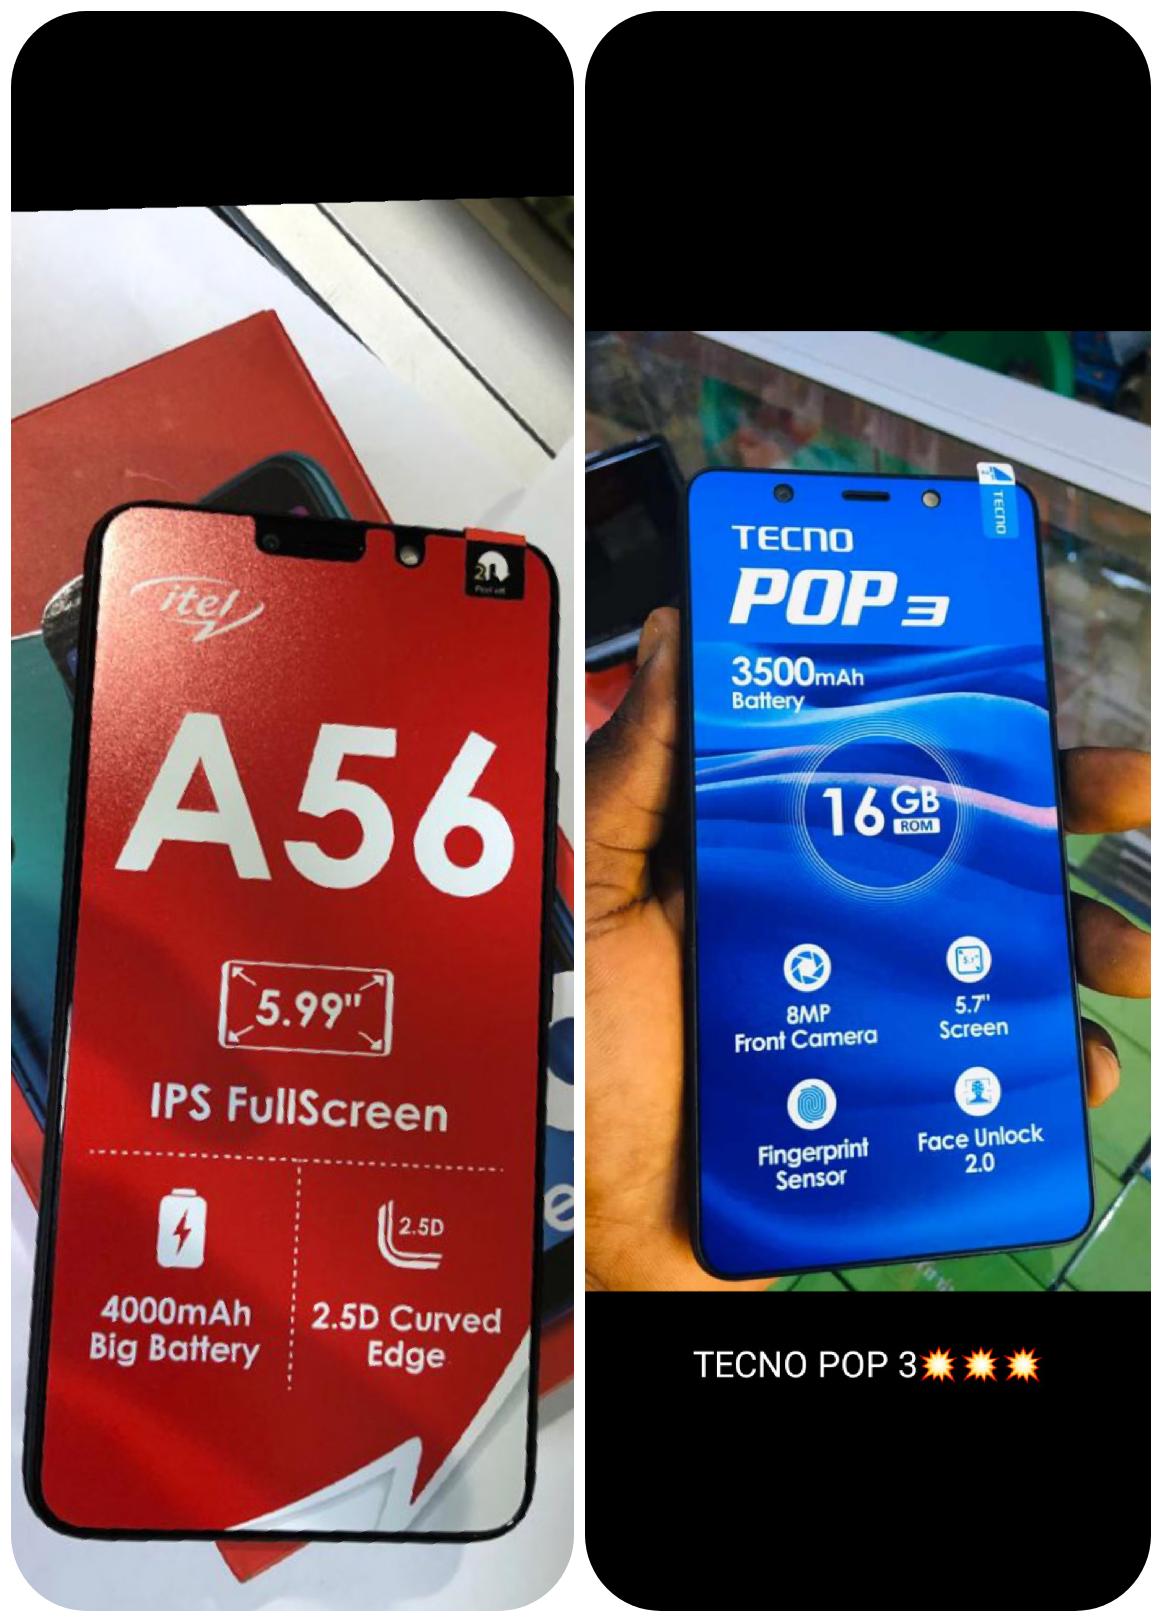 itel
2
Peel off
A56
5.99"
IPS FullScreen
4000mAh
Big Battery
2.5D
2.5D Curved
Edge
e
TECNO
TECNO
POP 3
3500mAh
Battery
16 GB
ROM
8MP
Front Camera
5.7"
5.7"
Screen
Fingerprint
Sensor
Face Unlock
2.0
TECNO POP 3💥💥💥